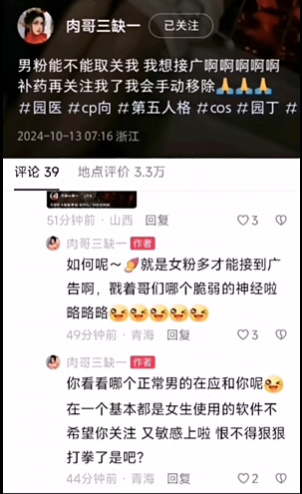 肉哥三缺一
已关注
男粉能不能取关我 我想接广啊啊啊啊啊
补药再关注我了我会手动移除🙏🙏🙏
#园医 #cp向 #第五人格 #cos #园丁 #
2024-10-13 07:16 浙江
评论 39 地点评价 3.3万
51分钟前 · 山西 回复 3
肉哥三缺一 作者
如何呢～🍠就是女粉多才能接到广
告啊，戳着哥们哪个脆弱的神经啦
略略略😜😜😜😜😜
49分钟前 · 青海 回复 3
肉哥三缺一 作者
你看看哪个正常男的在应和你呢😜
在一个基本都是女生使用的软件不
希望你关注 又敏感上啦 恨不得狠狠
打拳了是吧？
44分钟前 · 青海 回复 2